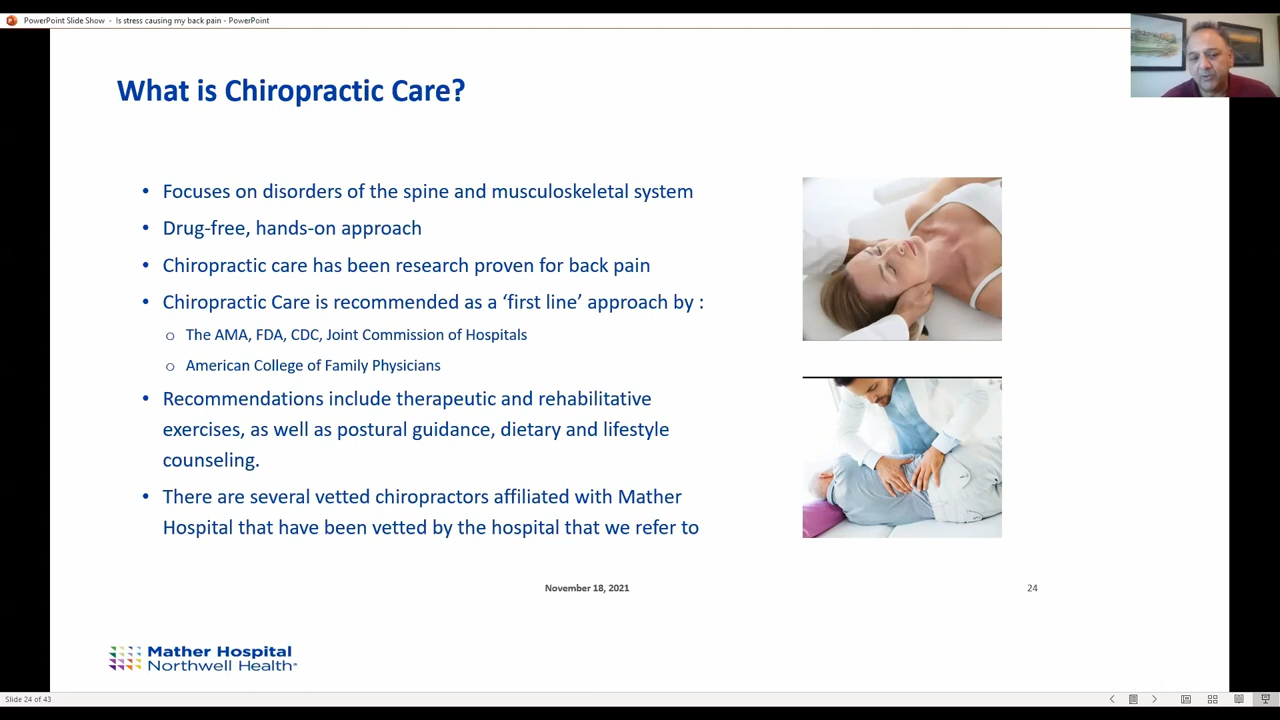 PowerPoint Slide Show - Is stress causing my back pain - PowerPoint
What is Chiropractic Care?
• Focuses on disorders of the spine and musculoskeletal system
• Drug-free, hands-on approach
• Chiropractic care has been research proven for back pain
• Chiropractic Care is recommended as a ‘first line’ approach by :
o The AMA, FDA, CDC, Joint Commission of Hospitals
o American College of Family Physicians
• Recommendations include therapeutic and rehabilitative
exercises, as well as postural guidance, dietary and lifestyle
counseling.
• There are several vetted chiropractors affiliated with Mather
Hospital that have been vetted by the hospital that we refer to
November 18, 2021
24
Mather Hospital
Northwell Health®
Slide 24 of 43